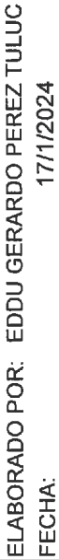 ELABORADO POR: EDDU GERARDO PEREZ TULUC
FECHA: 17/1/2024